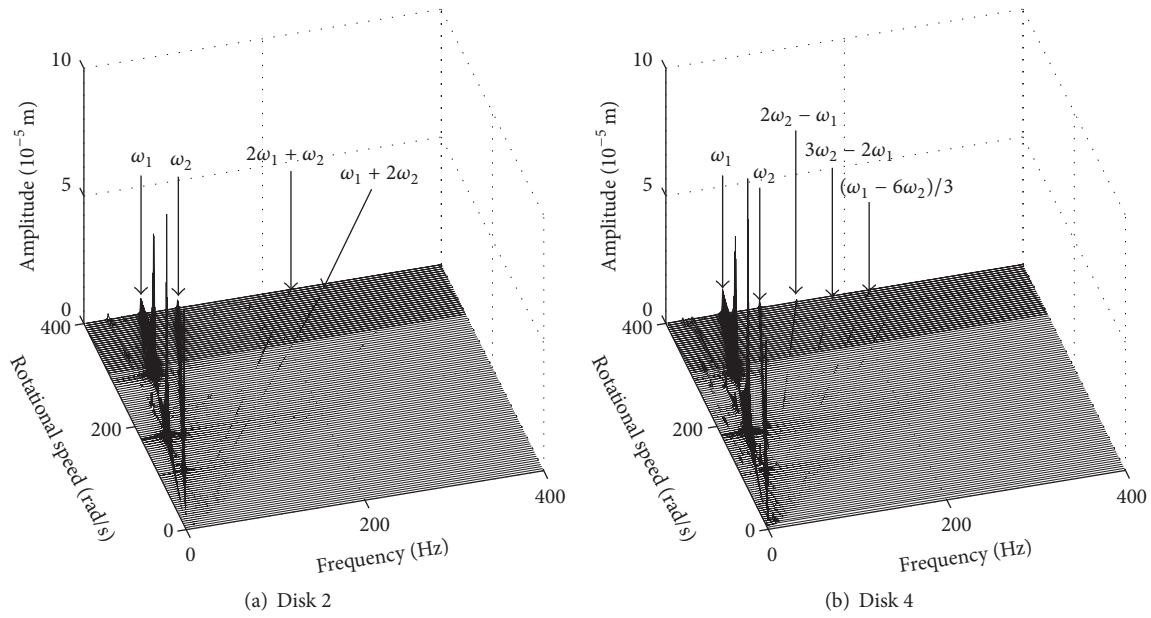 10
5
0
Amplitude (10⁻⁵ m)
ω₁
ω₂
2ω₁ + ω₂
ω₁ + 2ω₂
400
200
0
Rotational speed (rad/s)
0
200
400
Frequency (Hz)
(a) Disk 2
10
5
0
Amplitude (10⁻⁵ m)
2ω₂ − ω₁
ω₁
3ω₂ − 2ω₁
ω₂
(ω₁ − 6ω₂)/3
400
200
0
Rotational speed (rad/s)
0
200
400
Frequency (Hz)
(b) Disk 4